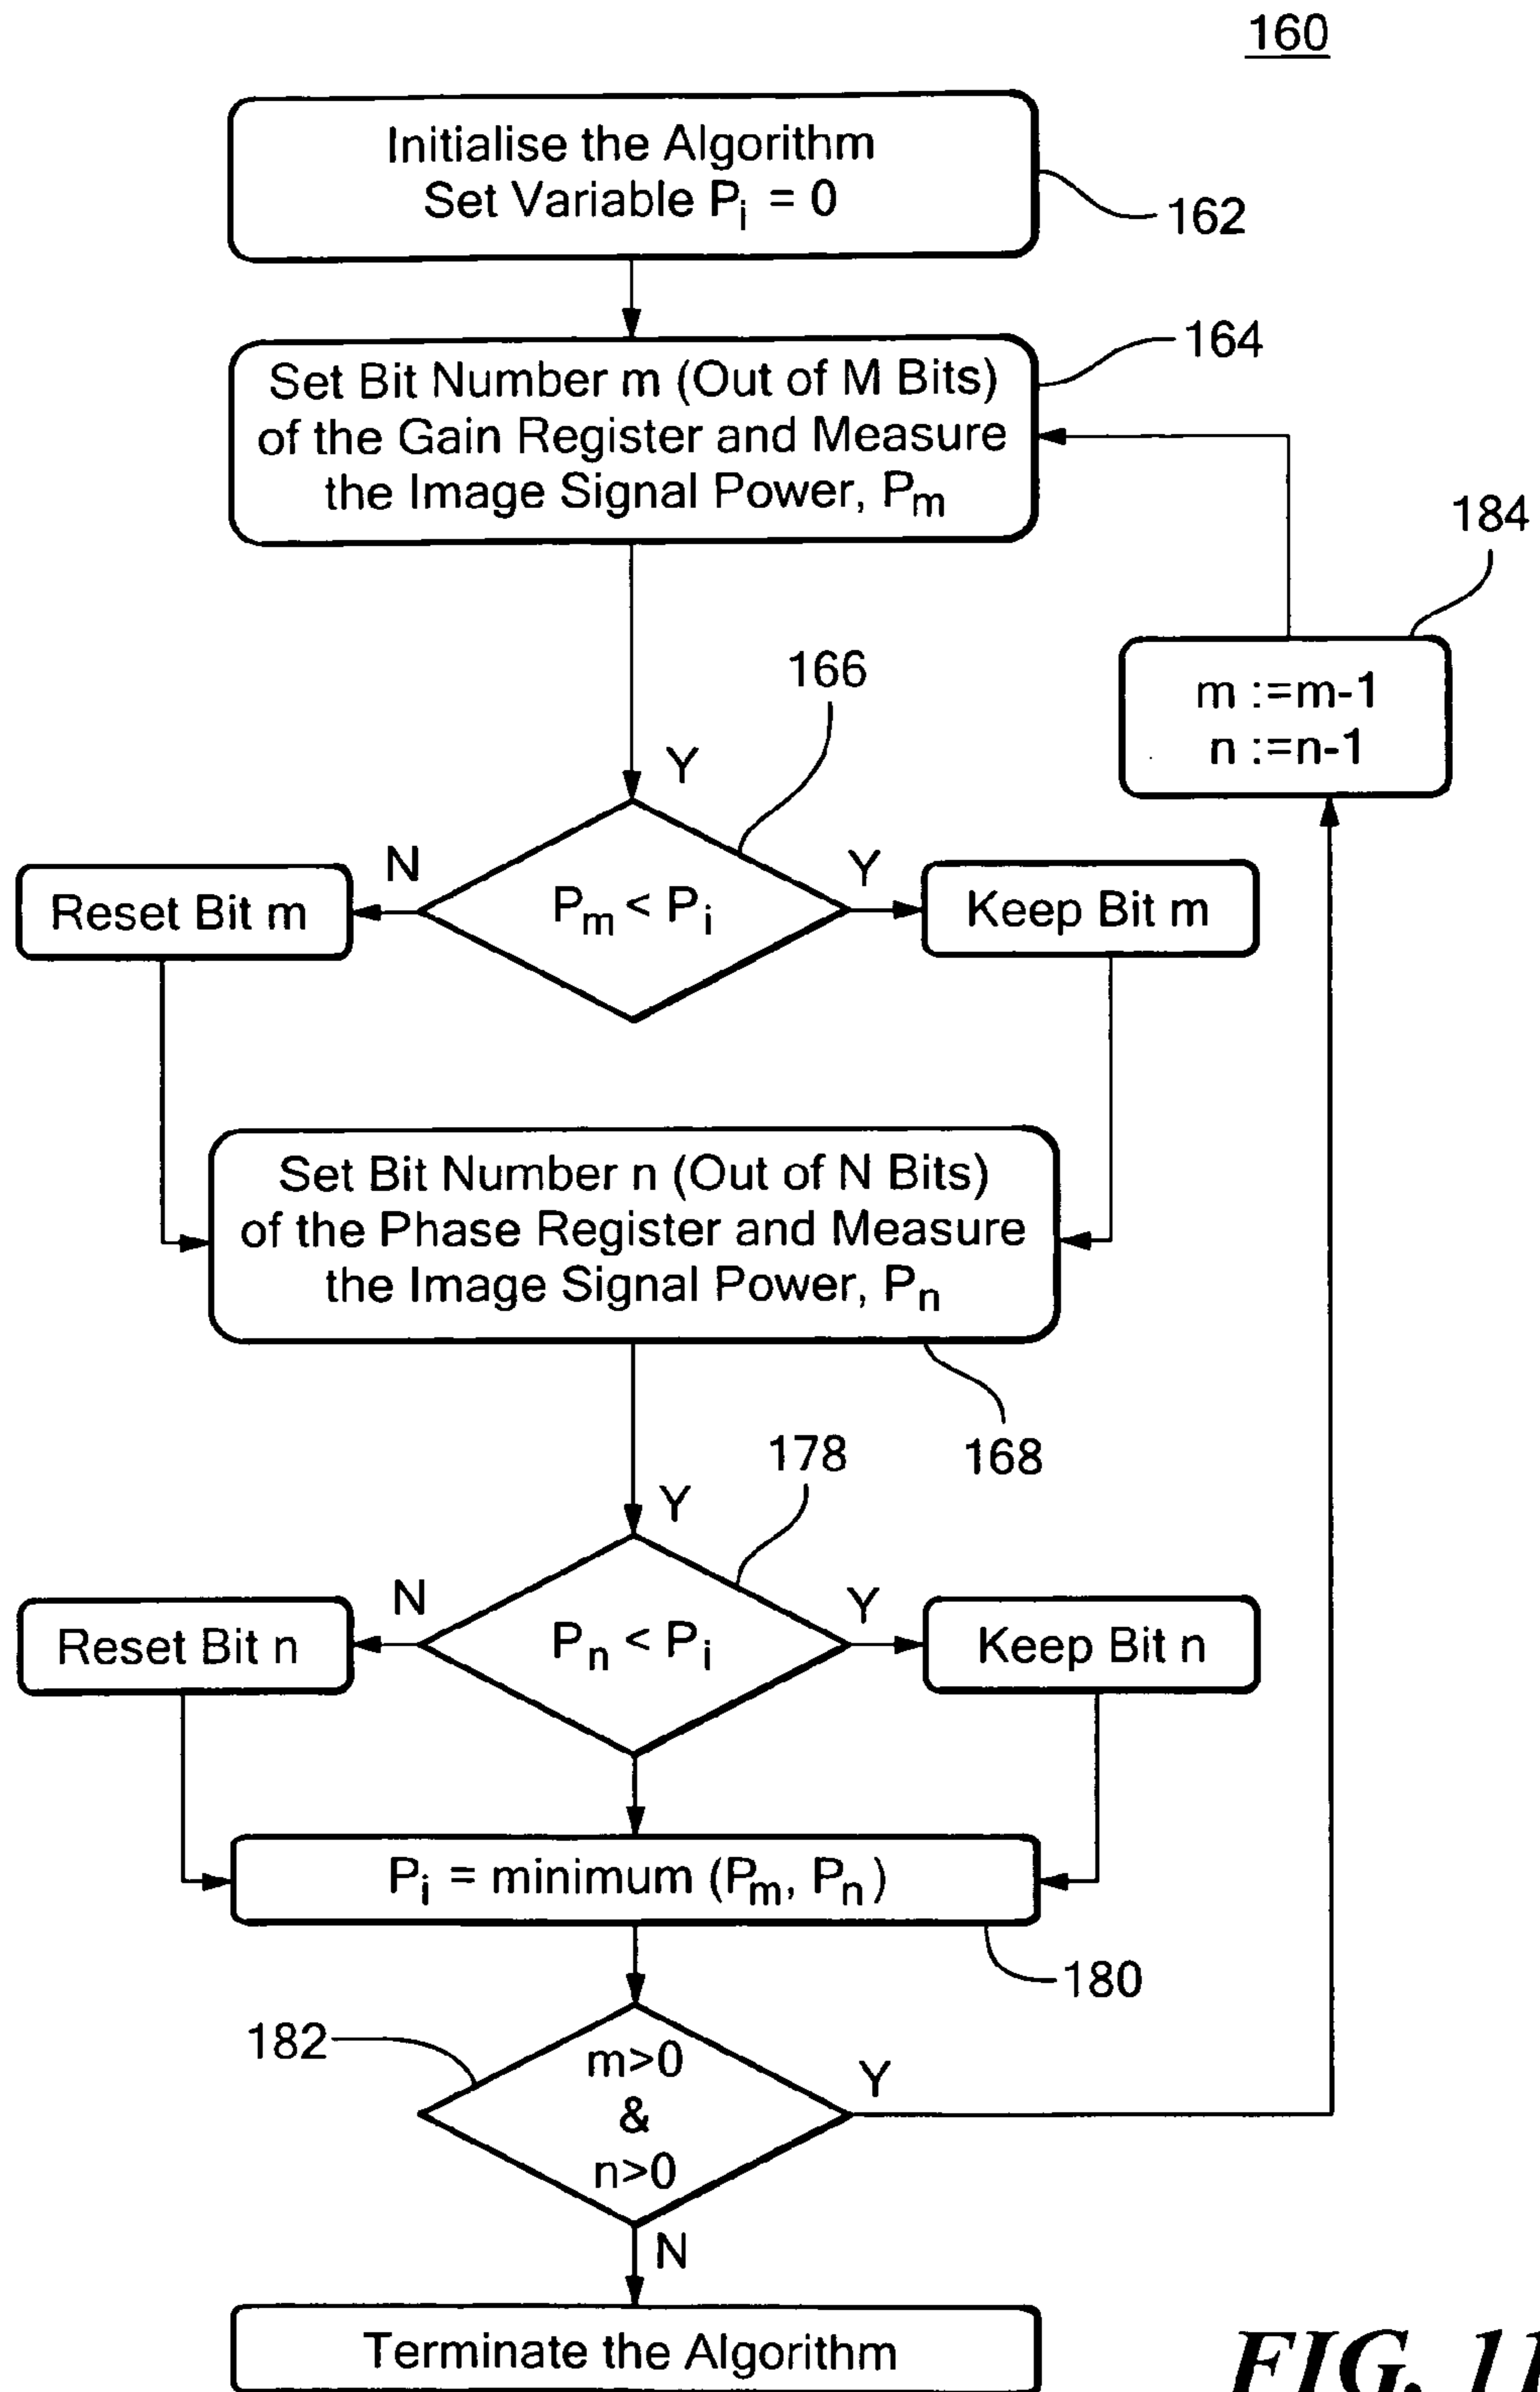 160
Initialise the Algorithm
Set Variable Pi = 0
162
Set Bit Number m (Out of M Bits)
of the Gain Register and Measure
the Image Signal Power, Pm
164
184
m :=m-1
n :=n-1
166
Y
N
Pm < Pi
Y
Reset Bit m
Keep Bit m
Set Bit Number n (Out of N Bits)
of the Phase Register and Measure
the Image Signal Power, Pn
168
178
Y
N
Pn < Pi
Y
Reset Bit n
Keep Bit n
Pi = minimum (Pm, Pn)
180
182
m>0
&
n>0
Y
N
Terminate the Algorithm
FIG. 11